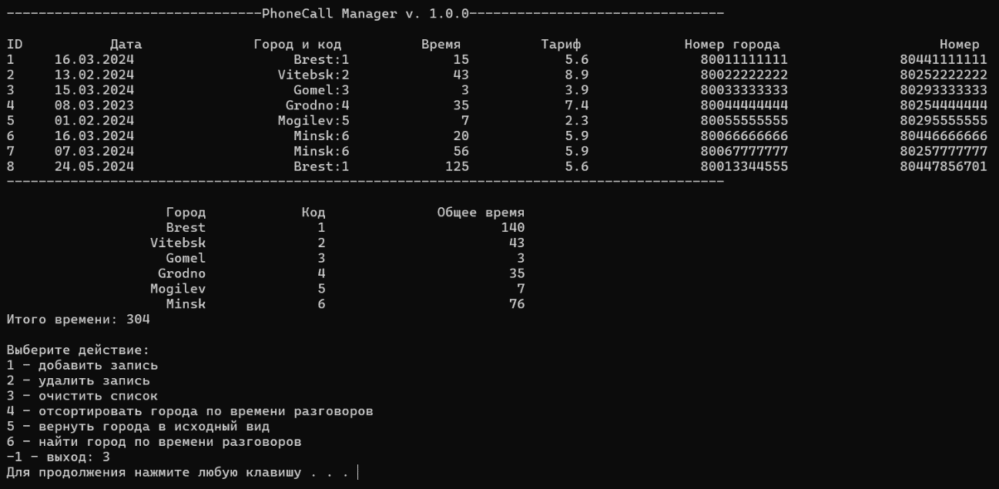 --------------------------------PhoneCall Manager v. 1.0.0--------------------------------
ID Дата Город и код Время Тариф Номер города Номер
1 16.03.2024 Brest:1 15 5.6 80011111111 80441111111
2 13.02.2024 Vitebsk:2 43 8.9 80022222222 80252222222
3 15.03.2024 Gomel:3 3 3.9 80033333333 80293333333
4 08.03.2023 Grodno:4 35 7.4 80044444444 80254444444
5 01.02.2024 Mogilev:5 7 2.3 80055555555 80295555555
6 16.03.2024 Minsk:6 20 5.9 80066666666 80446666666
7 07.03.2024 Minsk:6 56 5.9 80067777777 80257777777
8 24.05.2024 Brest:1 125 5.6 80013344555 80447856701
------------------------------------------------------------------------------------------
Город Код Общее время
Brest 1 140
Vitebsk 2 43
Gomel 3 3
Grodno 4 35
Mogilev 5 7
Minsk 6 76
Итого времени: 304
Выберите действие:
1 - добавить запись
2 - удалить запись
3 - очистить список
4 - отсортировать города по времени разговоров
5 - вернуть города в исходный вид
6 - найти город по времени разговоров
-1 - выход: 3
Для продолжения нажмите любую клавишу . . .